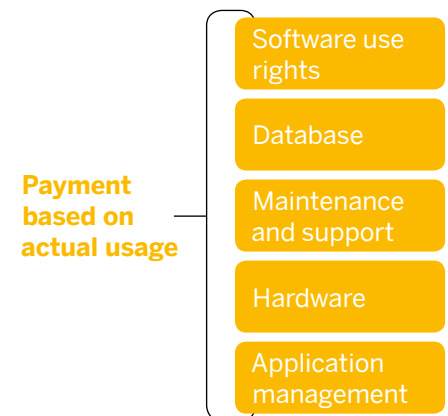 Payment
based on
actual usage
Software use
rights
Database
Maintenance
and support
Hardware
Application
management